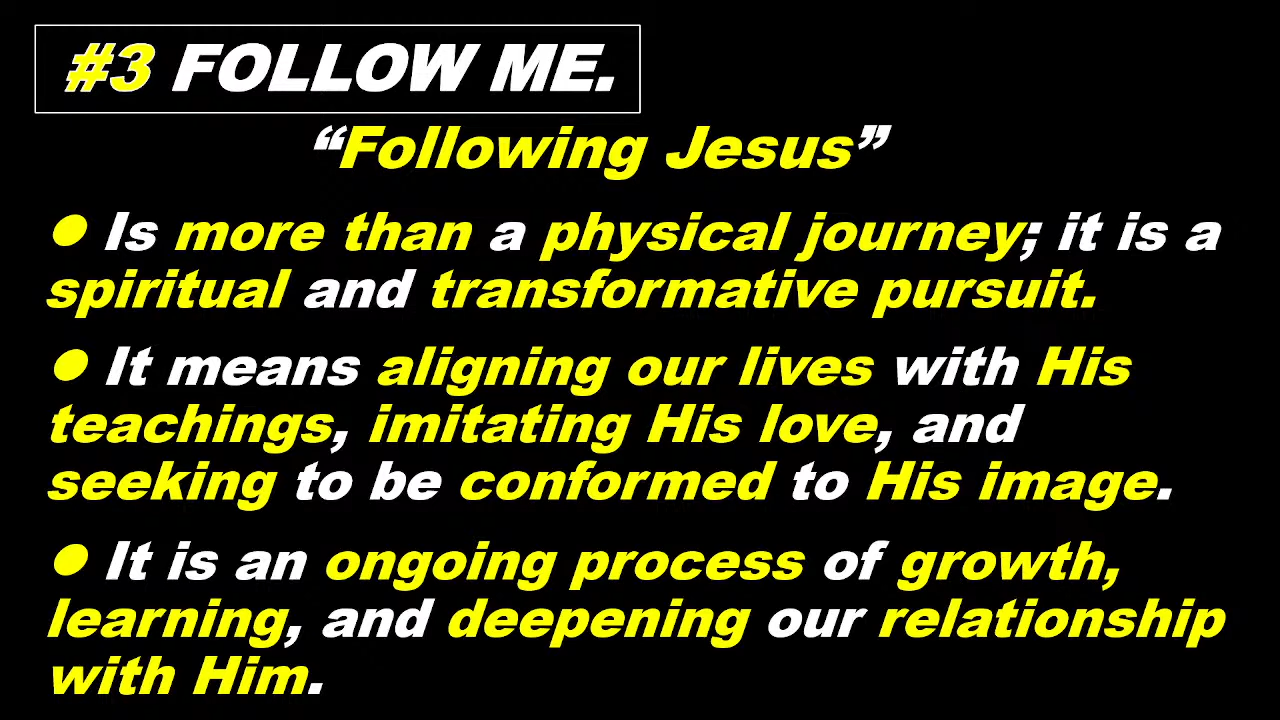 #3 FOLLOW ME.
“Following Jesus”
● Is more than a physical journey; it is a
spiritual and transformative pursuit.
● It means aligning our lives with His
teachings, imitating His love, and
seeking to be conformed to His image.
● It is an ongoing process of growth,
learning, and deepening our relationship
with Him.